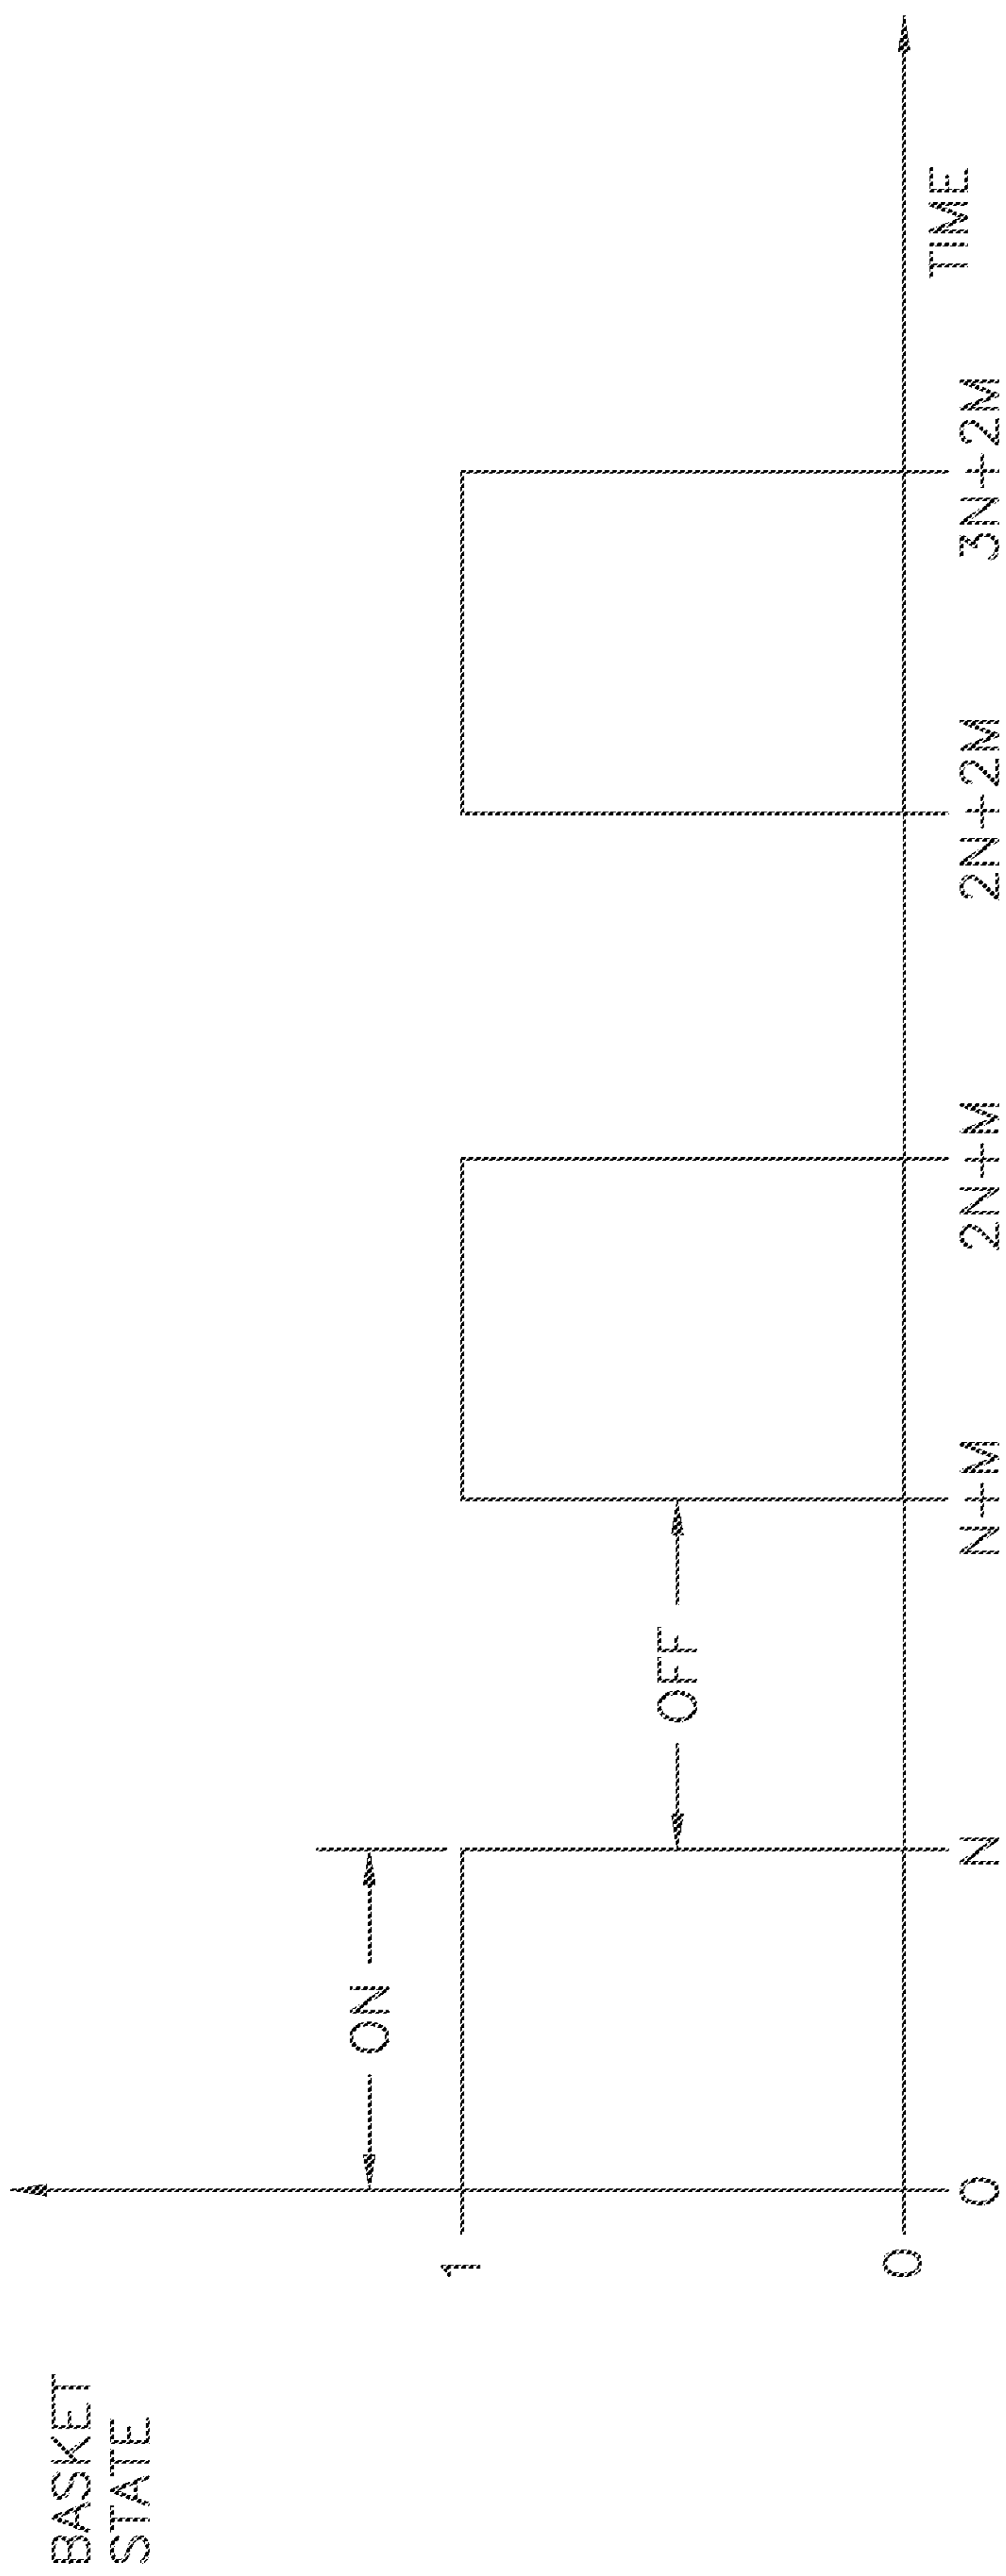 BASKET
STATE
ON
1
OFF
0
0
N
N+M
2N+M
2N+2M
3N+2M
TIME